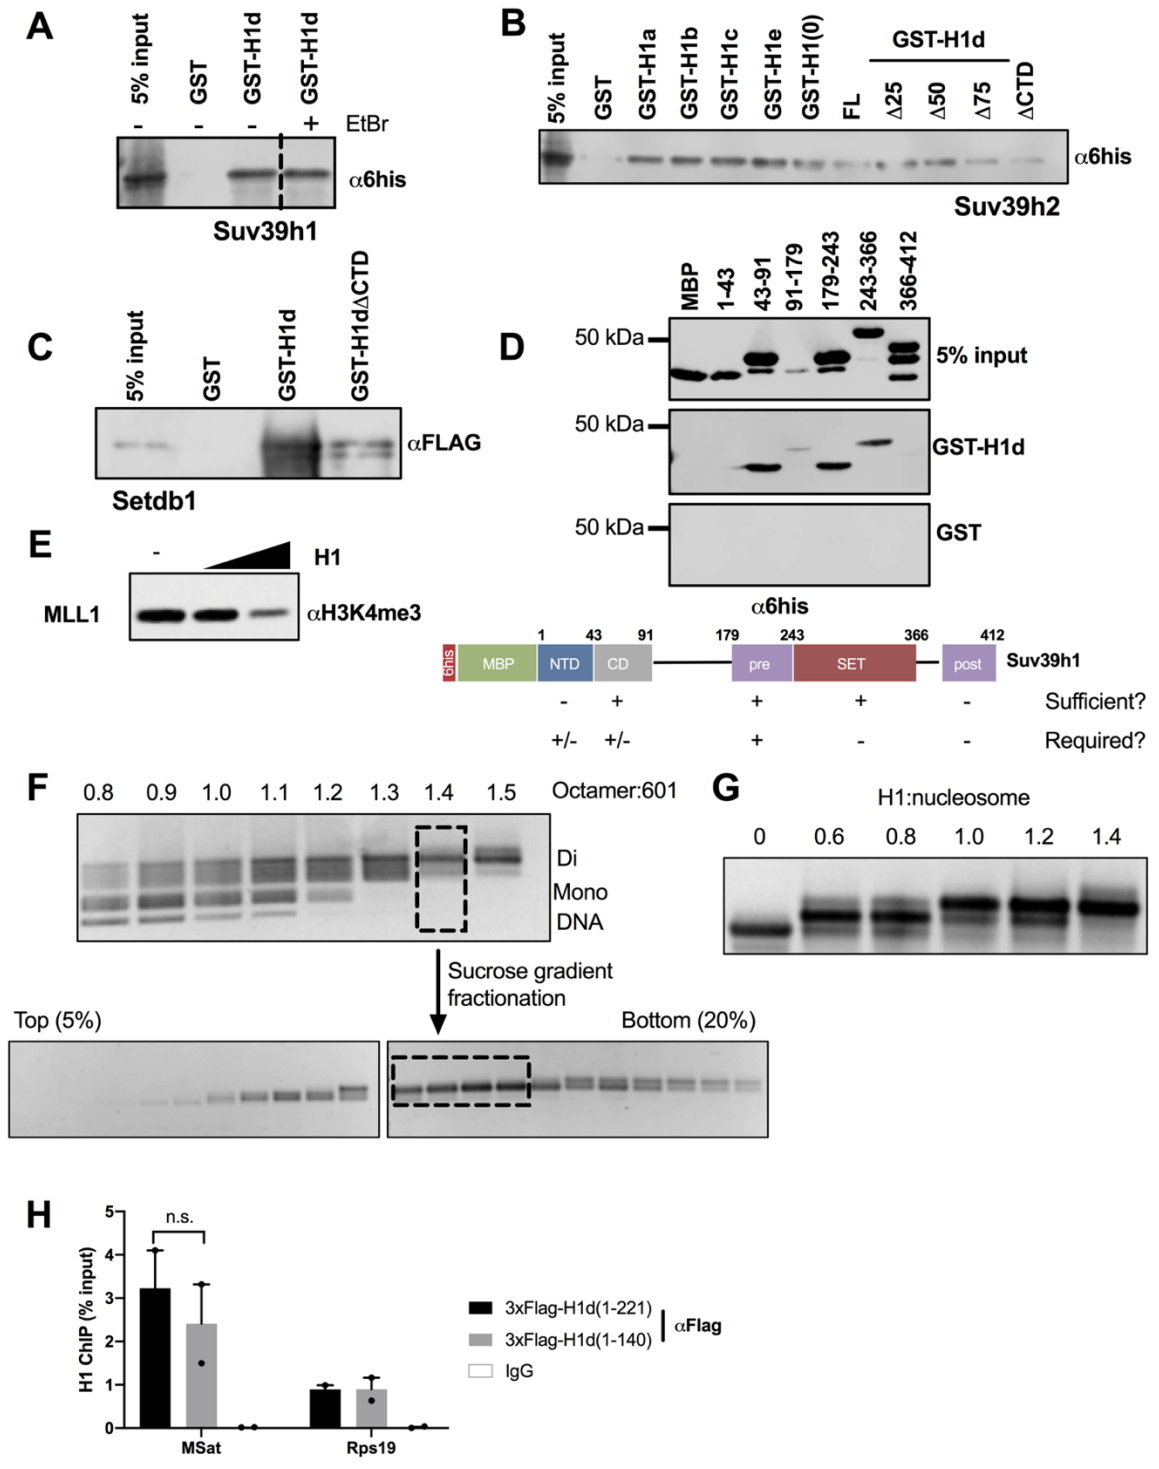 A
5% input
GST
GST-H1d
GST-H1d
- - - + EtBr
α6his
Suv39h1
B
5% input
GST
GST-H1a
GST-H1b
GST-H1c
GST-H1e
GST-H1(0)
FL
GST-H1d
Δ25
Δ50
Δ75
ΔCTD
α6his
Suv39h2
C
5% input
GST
GST-H1d
GST-H1dΔCTD
αFLAG
Setdb1
D
MBP
1-43
43-91
91-179
179-243
243-366
366-412
50 kDa
5% input
50 kDa
GST-H1d
50 kDa
GST
α6his
1 43 91 179 243 366 412
6his MBP NTD CD pre SET post Suv39h1
- + + + - Sufficient?
+/- +/- + - - Required?
E
- H1
MLL1
αH3K4me3
F
0.8 0.9 1.0 1.1 1.2 1.3 1.4 1.5 Octamer:601
Di
Mono
DNA
Sucrose gradient
fractionation
Top (5%)
Bottom (20%)
G
H1:nucleosome
0 0.6 0.8 1.0 1.2 1.4
H
H1 ChIP (% input)
5
4
3
2
1
0
n.s.
MSat Rps19
3xFlag-H1d(1-221)
3xFlag-H1d(1-140)
αFlag
IgG